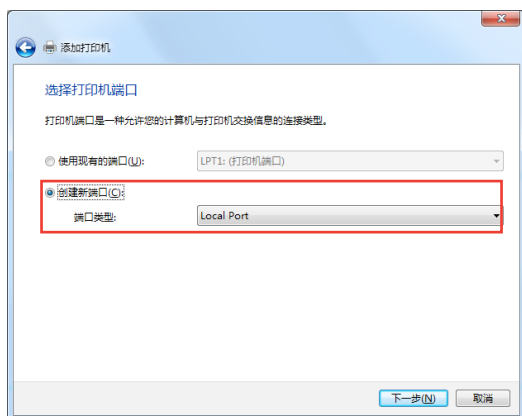 添加打印机
选择打印机端口
打印机端口是一种允许您的计算机与打印机交换信息的连接类型。
使用现有的端口(U): LPT1: (打印机端口)
创建新端口(C):
端口类型: Local Port
下一步(N) 取消